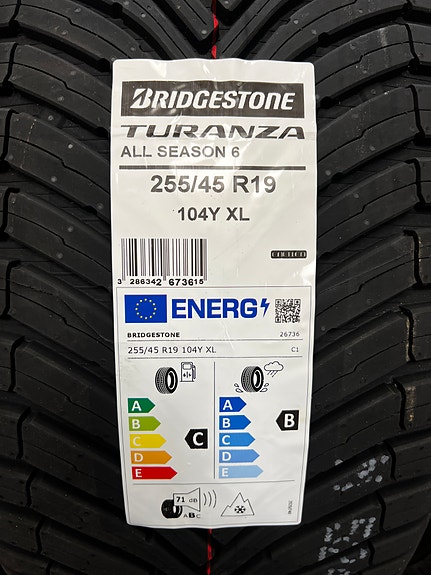 BRIDGESTONE
TURANZA
ALL SEASON 6
255/45 R19
104Y XL
3 286342 673615
ENERG
BRIDGESTONE 26736
255/45 R19 104Y XL C1
A A
B B B
C C C
D D
E E
71 dB
ABC